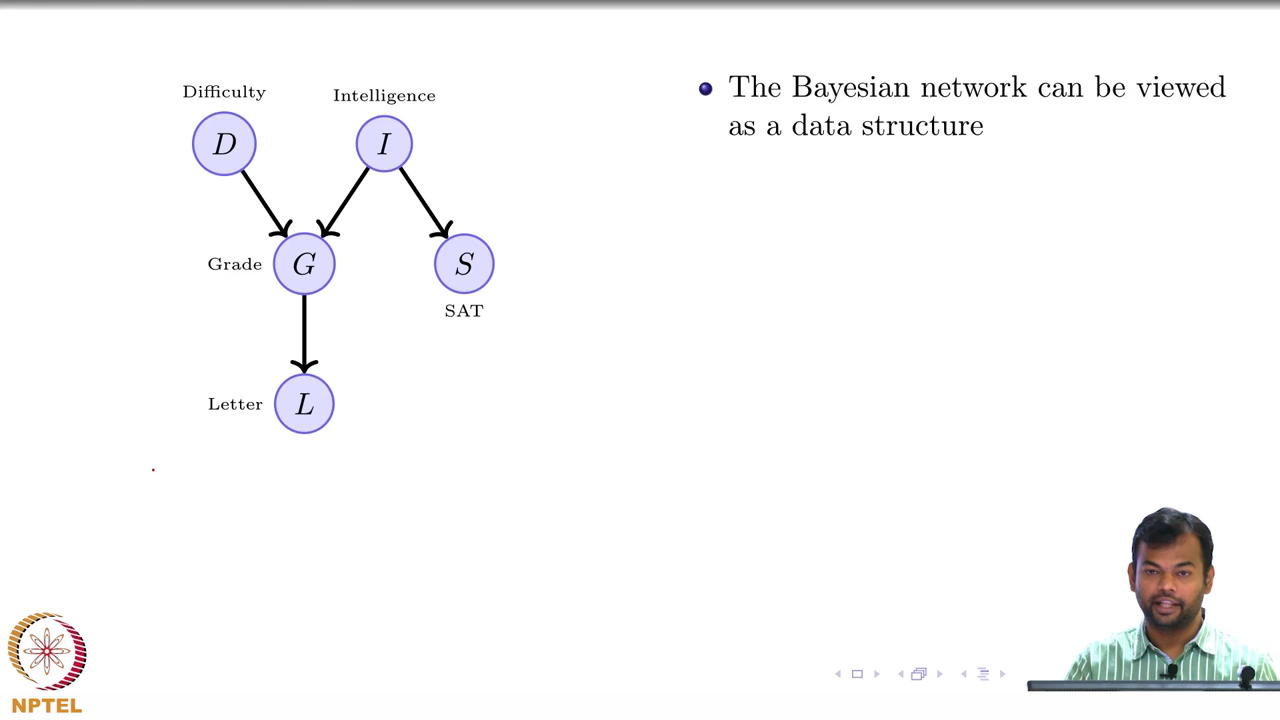 Difficulty
Intelligence
D
I
Grade
G
S
SAT
Letter
L
The Bayesian network can be viewed
as a data structure
NPTEL